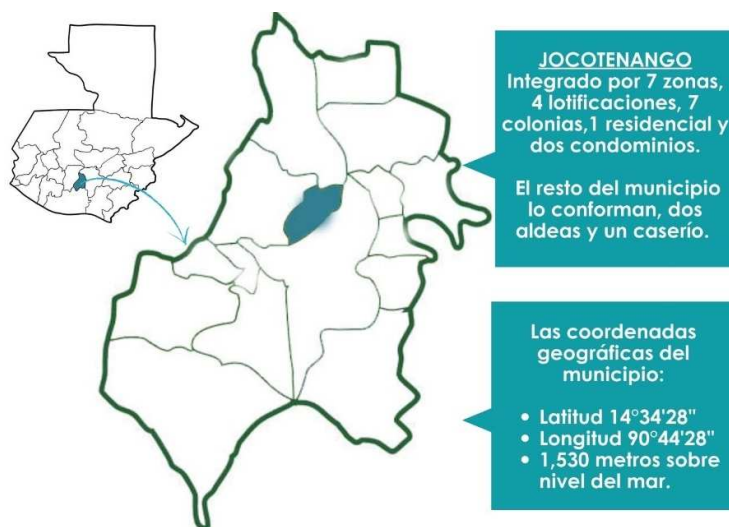 JOCOTENANGO
Integrado por 7 zonas,
4 lotificaciones, 7
colonias,1 residencial y
dos condominios.
El resto del municipio
lo conforman, dos
aldeas y un caserío.
Las coordenadas
geográficas del
municipio:
• Latitud 14°34'28"
• Longitud 90°44'28"
• 1,530 metros sobre
nivel del mar.